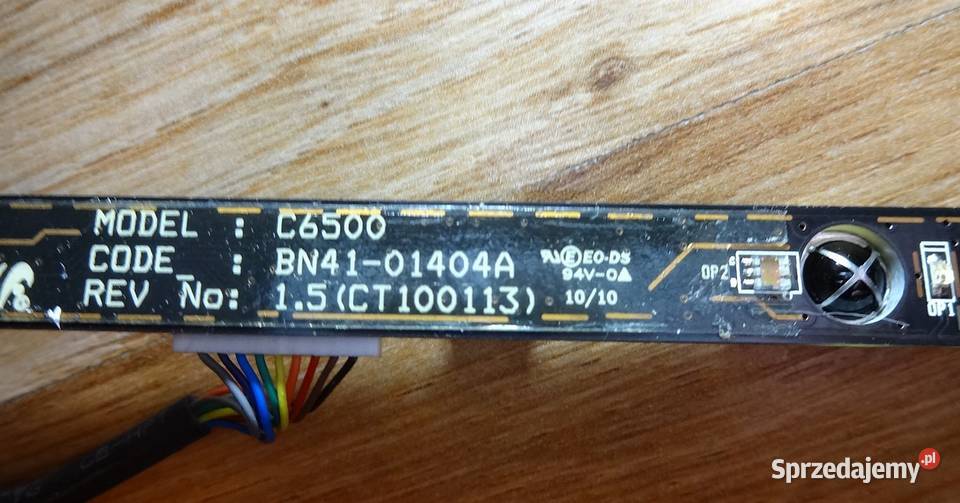 MODEL : C6500
CODE_ : BN41-01404A
REV No: 1.5(CT100113)
E0-DS
94V-0
10/10
OP2
OP1
Sprzedajemy.pl